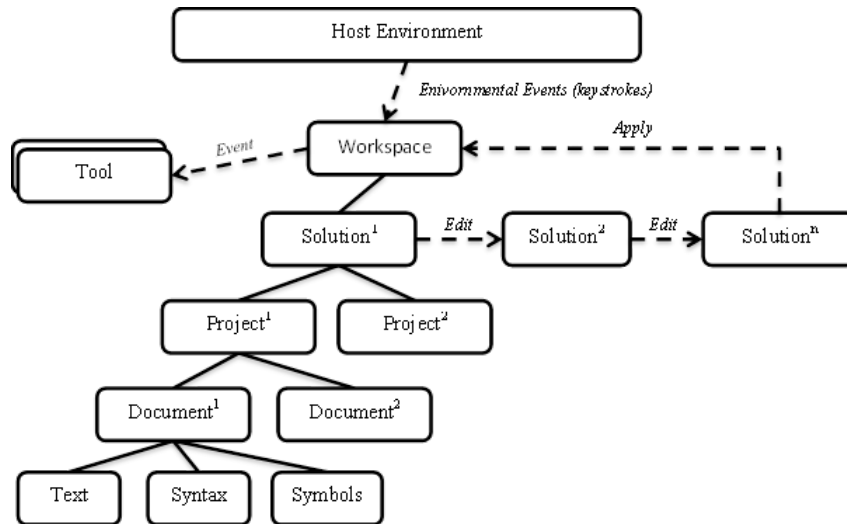 Host Environment
Enivornmental Events (keystrokes)
Apply
Event
Workspace
Tool
Solution¹
Edit
Solution²
Edit
Solutionⁿ
Project¹
Project²
Document¹
Document²
Text
Syntax
Symbols